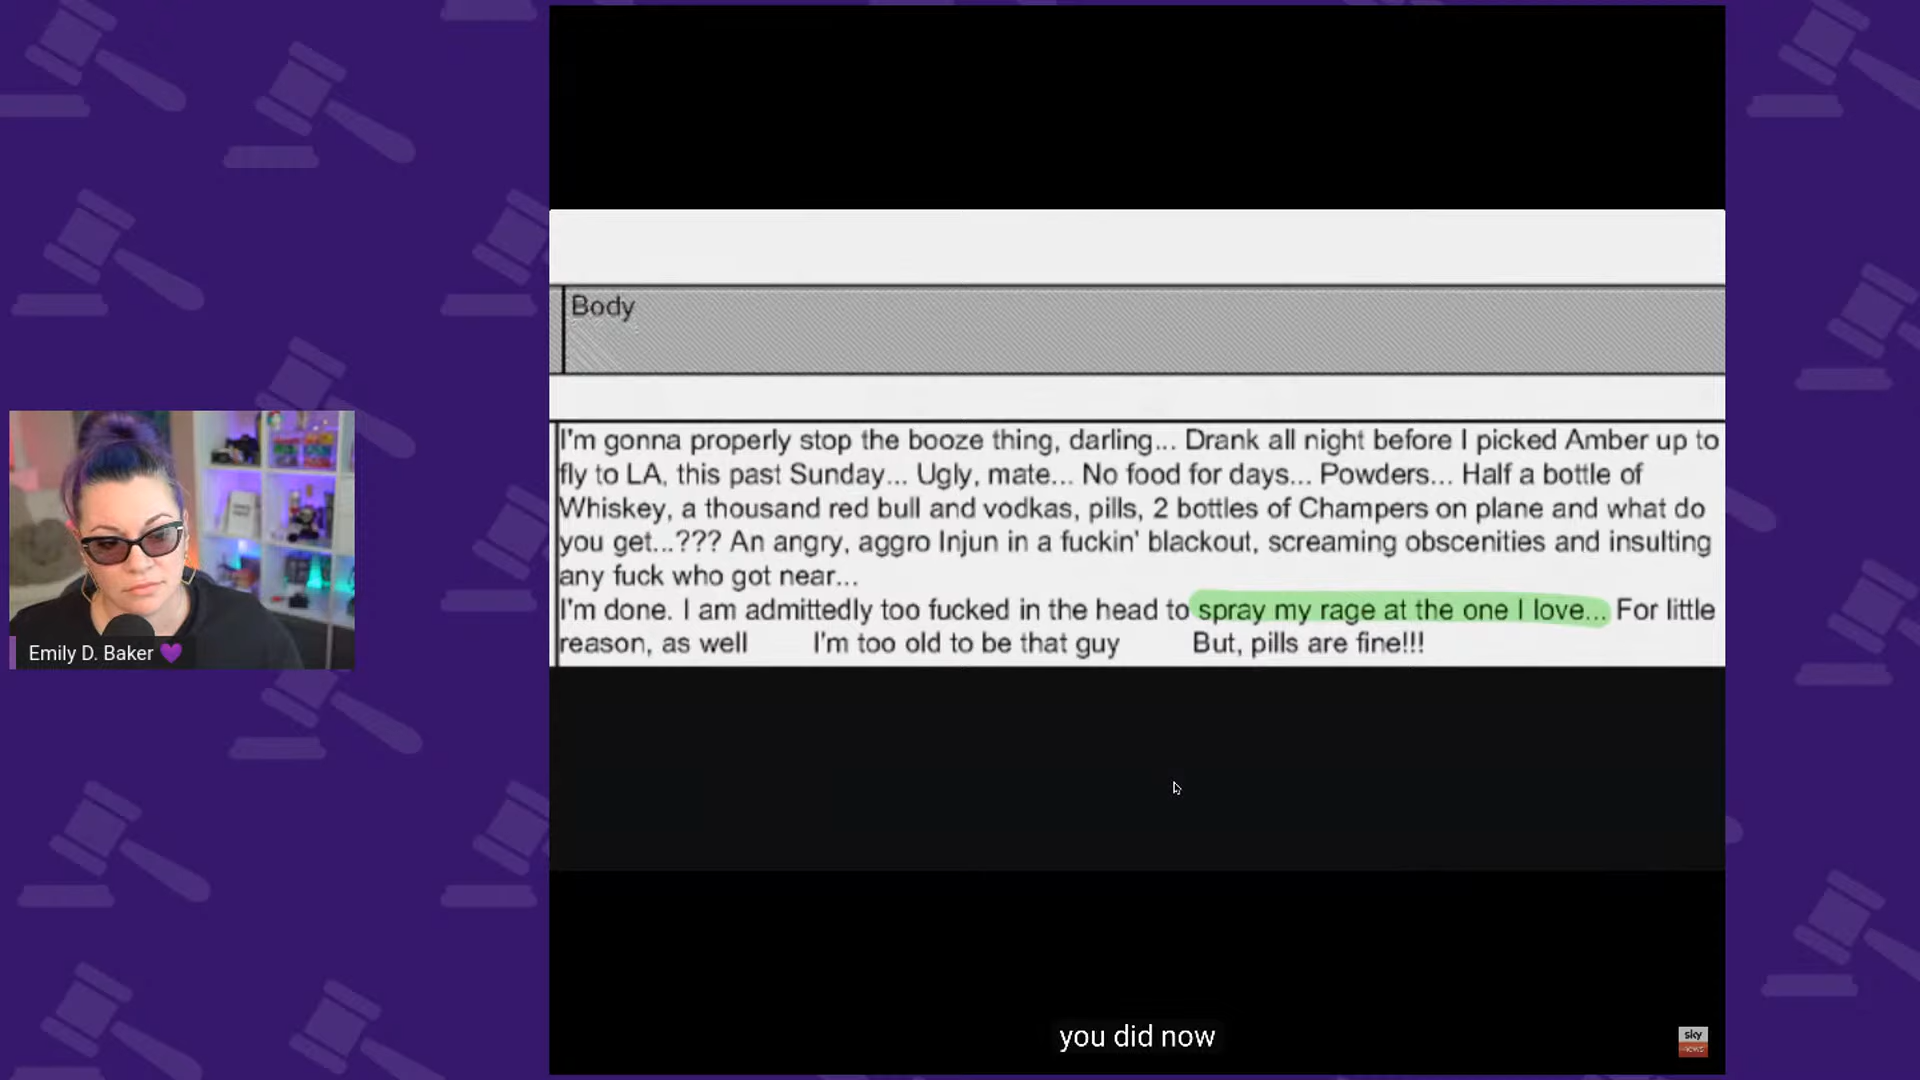 Body
I'm gonna properly stop the booze thing, darling... Drank all night before I picked Amber up to
fly to LA, this past Sunday... Ugly, mate... No food for days... Powders... Half a bottle of
Whiskey, a thousand red bull and vodkas, pills, 2 bottles of Champers on plane and what do
you get...??? An angry, aggro Injun in a fuckin' blackout, screaming obscenities and insulting
any fuck who got near...
I'm done. I am admittedly too fucked in the head to spray my rage at the one I love... For little
reason, as well I'm too old to be that guy But, pills are fine!!!
Emily D. Baker 💜
you did now
sky
news